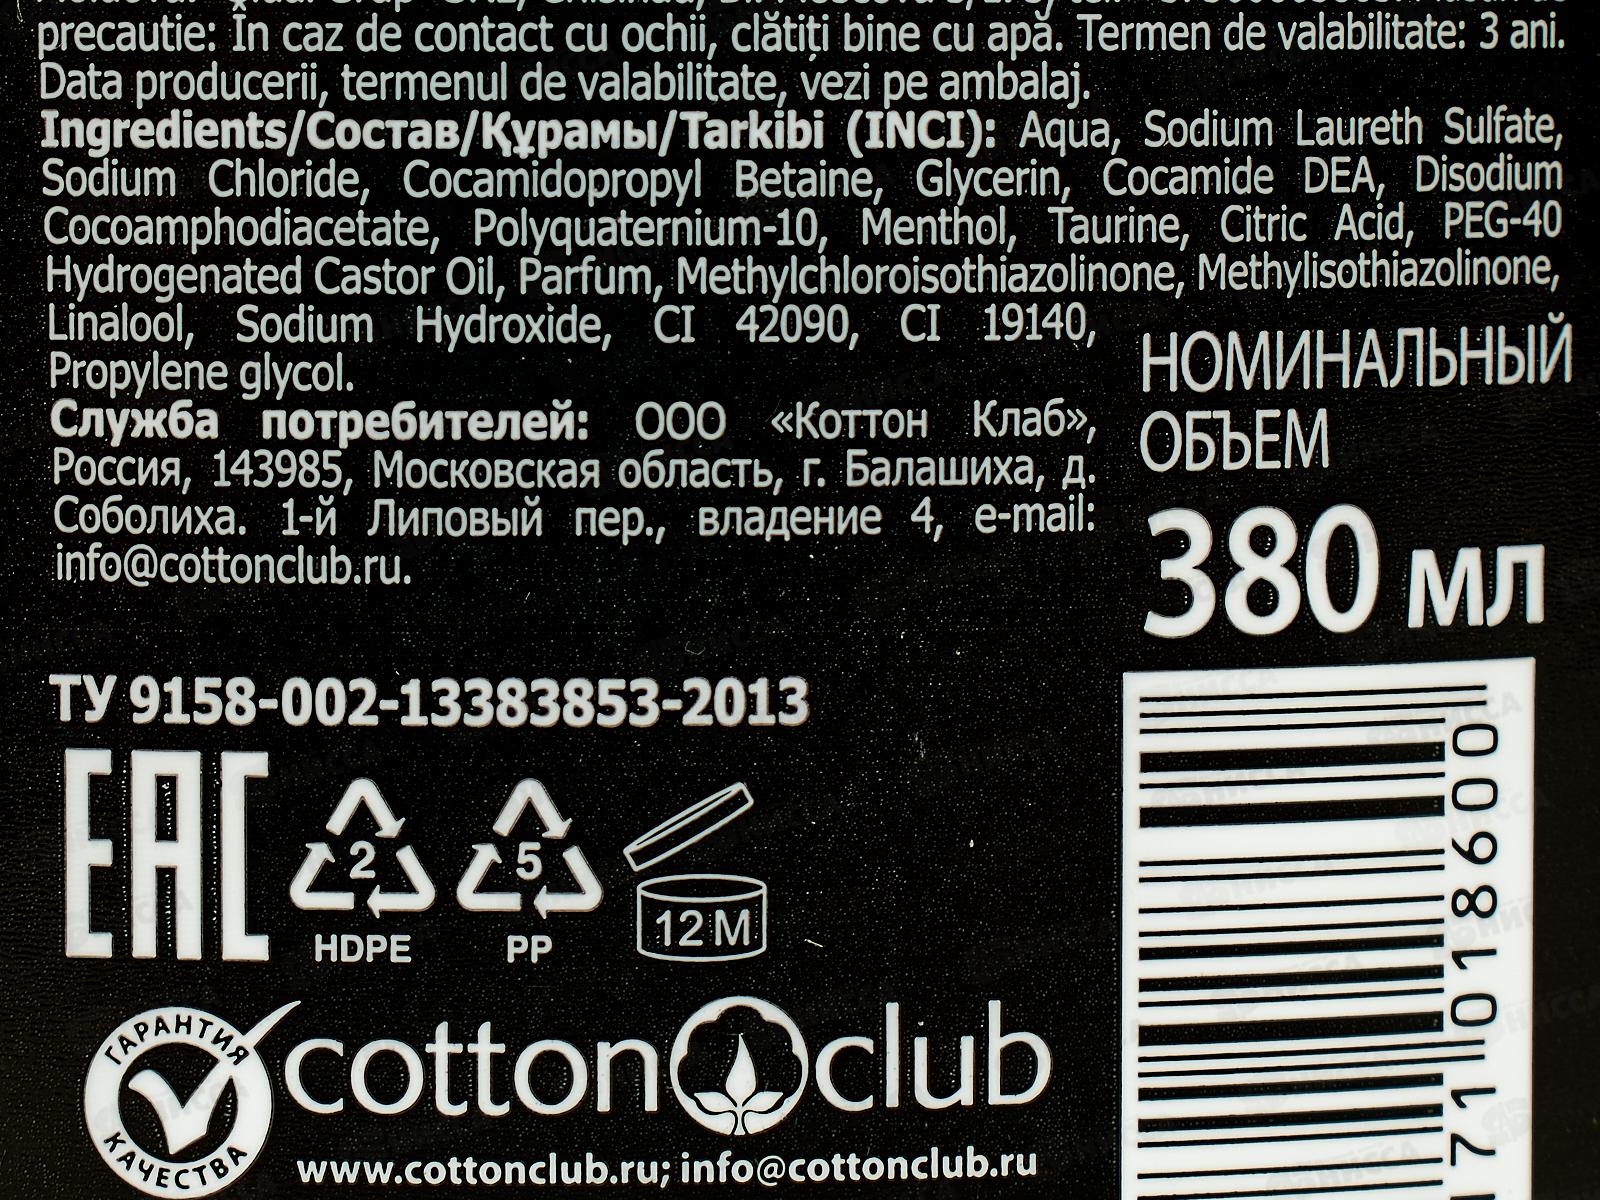 precautie: În caz de contact cu ochii, clătiți bine cu apă. Termen de valabilitate: 3 ani.
Data producerii, termenul de valabilitate, vezi pe ambalaj.
Ingredients/Состав/Құрамы/Tarkibi (INCI): Aqua, Sodium Laureth Sulfate,
Sodium Chloride, Cocamidopropyl Betaine, Glycerin, Cocamide DEA, Disodium
Cocoamphodiacetate, Polyquaternium-10, Menthol, Taurine, Citric Acid, PEG-40
Hydrogenated Castor Oil, Parfum, Methylchloroisothiazolinone, Methylisothiazolinone,
Linalool, Sodium Hydroxide, CI 42090, CI 19140,
Propylene glycol.
Служба потребителей: ООО «Коттон Клаб»,
Россия, 143985, Московская область, г. Балашиха, д.
Соболиха. 1-й Липовый пер., владение 4, e-mail:
info@cottonclub.ru.
НОМИНАЛЬНЫЙ
ОБЪЕМ
380 мл
ТУ 9158-002-13383853-2013
EAC
2
HDPE
5
PP
12 M
ГАРАНТИЯ
КАЧЕСТВА
cotton club
www.cottonclub.ru; info@cottonclub.ru
71018600